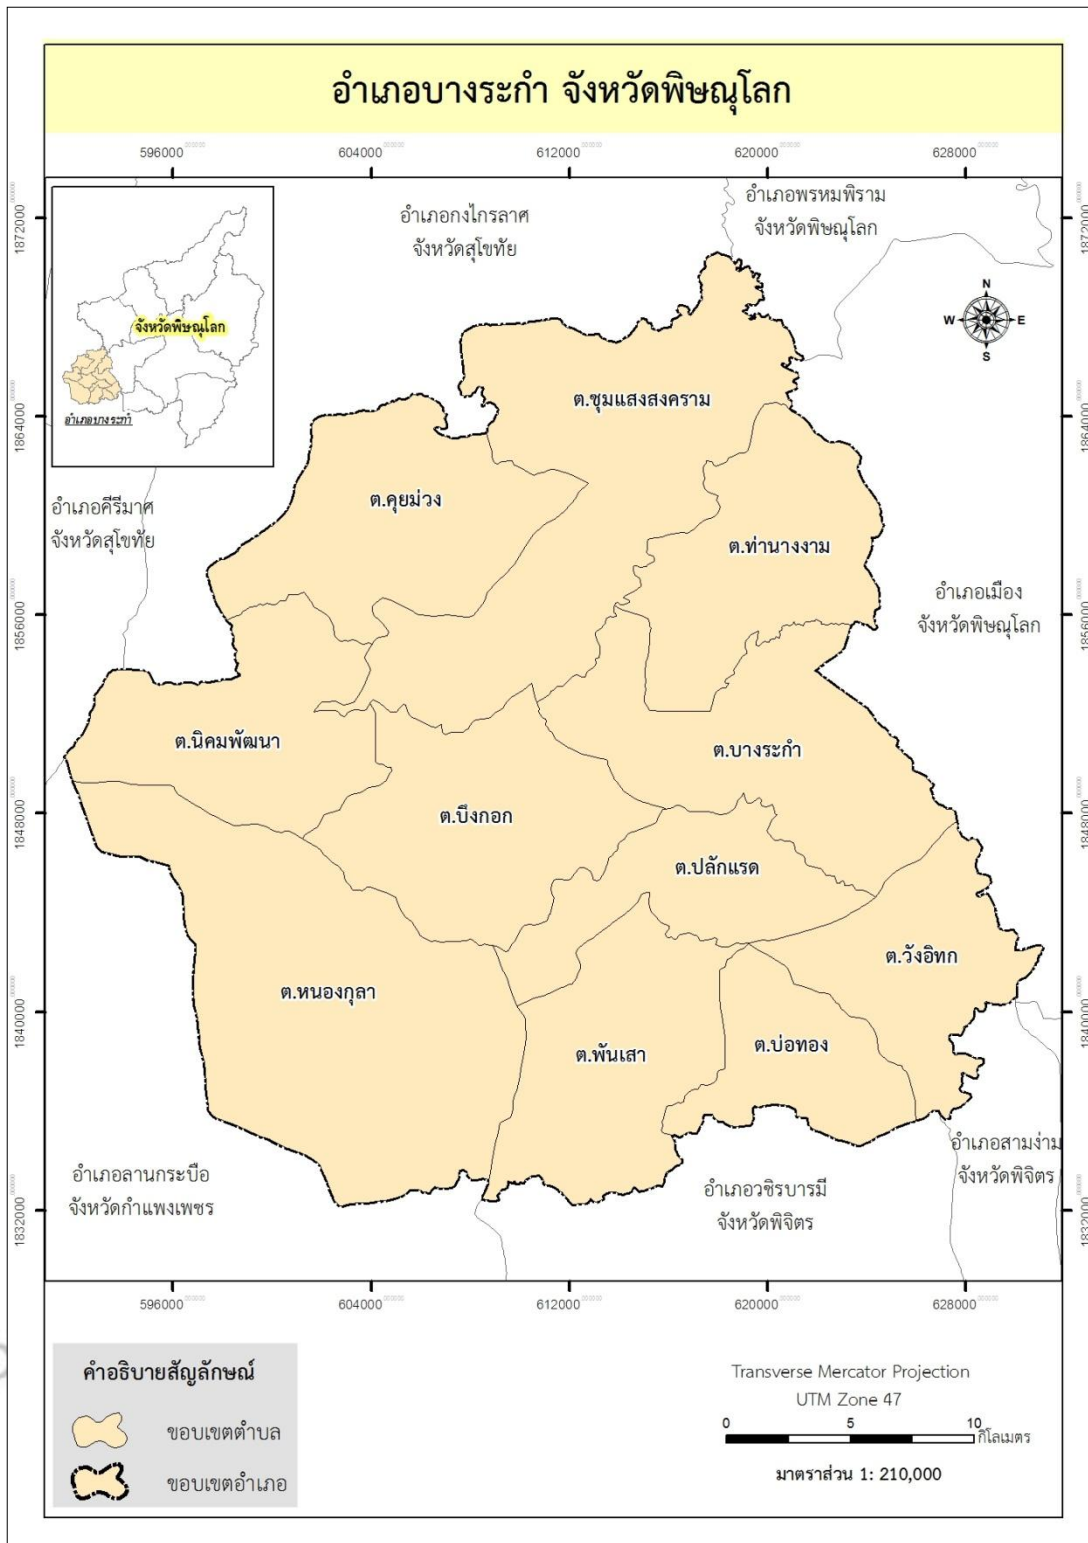 อำเภอบางระกำ จังหวัดพิษณุโลก
596000 604000 612000 620000 628000
1872000 1872000
1864000 1864000
1856000 1856000
1848000 1848000
1840000 1840000
1832000 1832000
อำเภอกงไกรลาศ
จังหวัดสุโขทัย
อำเภอพรหมพิราม
จังหวัดพิษณุโลก
จังหวัดพิษณุโลก
อำเภอบางระกำ
N
W E
S
ต.ชุมแสงสงคราม
ต.คุยม่วง
อำเภอคีรีมาศ
จังหวัดสุโขทัย
ต.ท่านางงาม
อำเภอเมือง
จังหวัดพิษณุโลก
ต.นิคมพัฒนา
ต.บางระกำ
ต.บึงกอก
ต.ปลักแรด
ต.วังอิทก
ต.หนองกุลา
ต.พันเสา
ต.บ่อทอง
อำเภอสามง่าม
จังหวัดพิจิตร
อำเภอลานกระบือ
จังหวัดกำแพงเพชร
อำเภอวชิรบารมี
จังหวัดพิจิตร
596000 604000 612000 620000 628000
คำอธิบายสัญลักษณ์
ขอบเขตตำบล
ขอบเขตอำเภอ
Transverse Mercator Projection
UTM Zone 47
0 5 10
กิโลเมตร
มาตราส่วน 1: 210,000